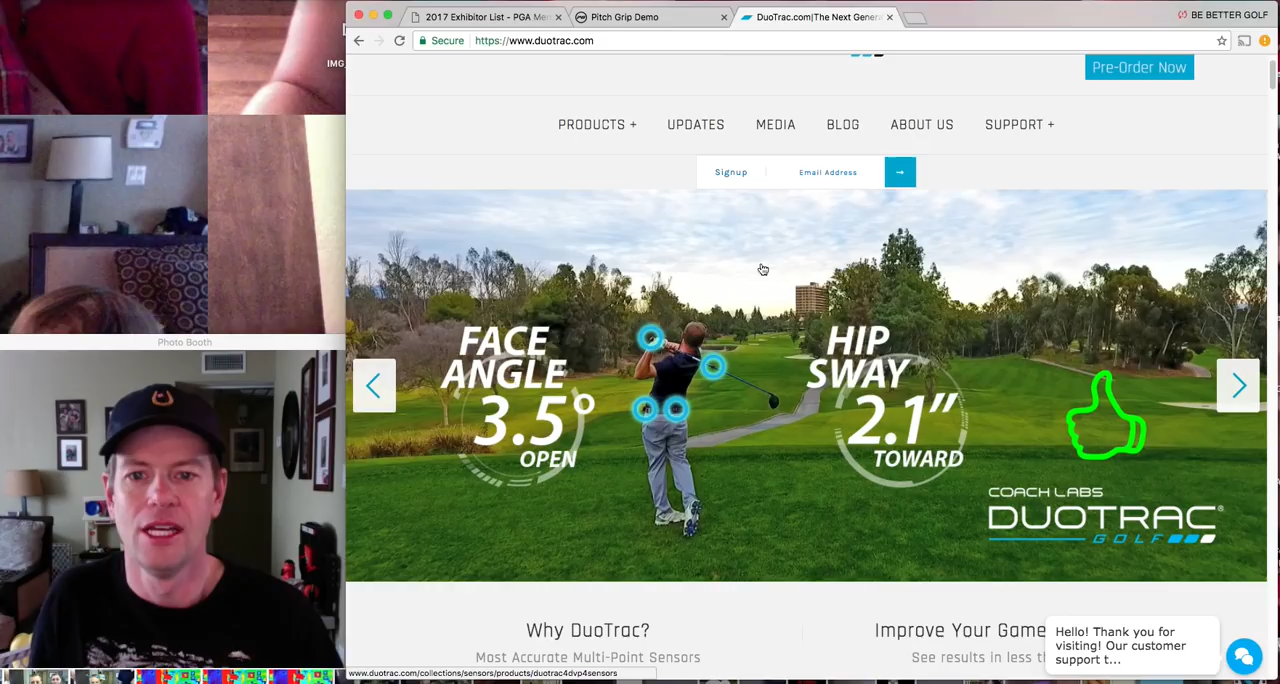 2017 Exhibitor List - PGA Me
Pitch Grip Demo
DuoTrac.com|The Next Gener
BE BETTER GOLF
Secure
https://www.duotrac.com
IMG_
Pre-Order Now
PRODUCTS +
UPDATES
MEDIA
BLOG
ABOUT US
SUPPORT +
Signup
Email Address
FACE
ANGLE
3.5°
OPEN
HIP
SWAY
2.1"
TOWARD
COACH LABS
DUOTRAC®
GOLF
Photo Booth
Why DuoTrac?
Most Accurate Multi-Point Sensors
Improve Your Game
See results in less th
Hello! Thank you for
visiting! Our customer
support t...
www.duotrac.com/collections/sensors/products/duotrac4dvp4sensors